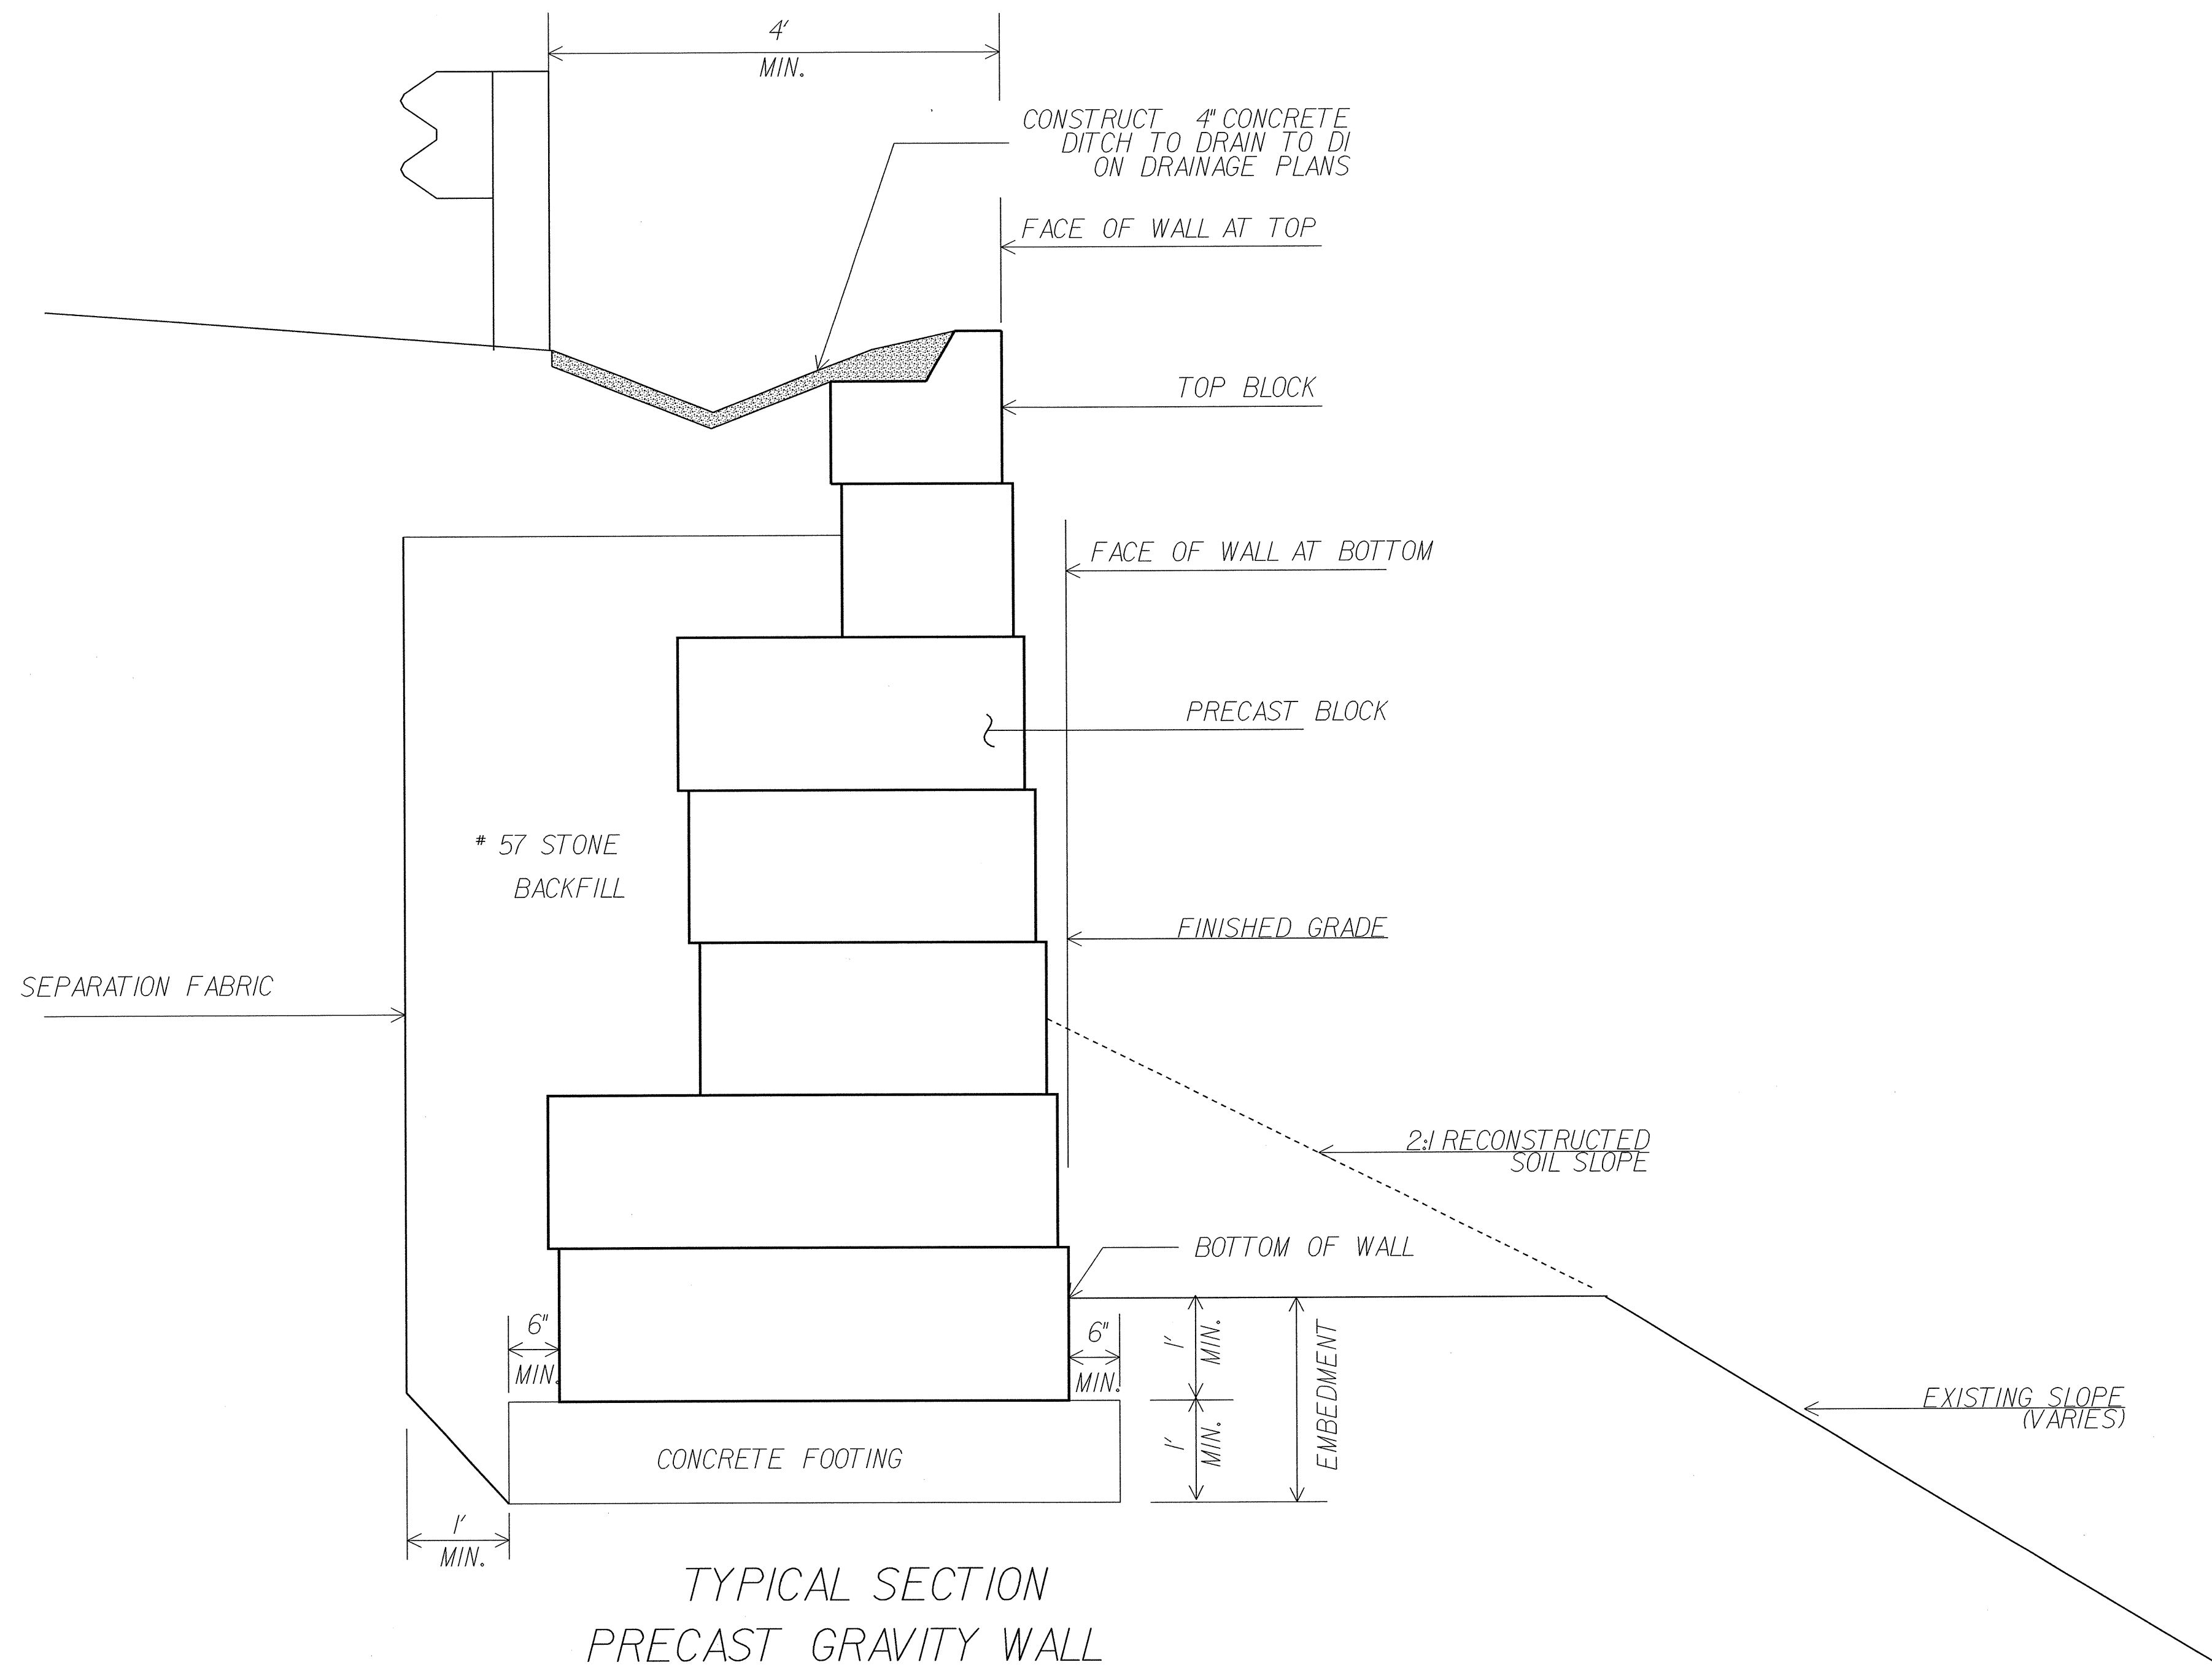 4'
MIN.
CONSTRUCT 4" CONCRETE
DITCH TO DRAIN TO DI
ON DRAINAGE PLANS
FACE OF WALL AT TOP
TOP BLOCK
FACE OF WALL AT BOTTOM
PRECAST BLOCK
# 57 STONE
BACKFILL
FINISHED GRADE
SEPARATION FABRIC
2:1 RECONSTRUCTED
SOIL SLOPE
BOTTOM OF WALL
6"
MIN.
6"
MIN.
1'
MIN.
EMBEDMENT
1'
MIN.
EXISTING SLOPE
(VARIES)
CONCRETE FOOTING
1'
MIN.
TYPICAL SECTION
PRECAST GRAVITY WALL